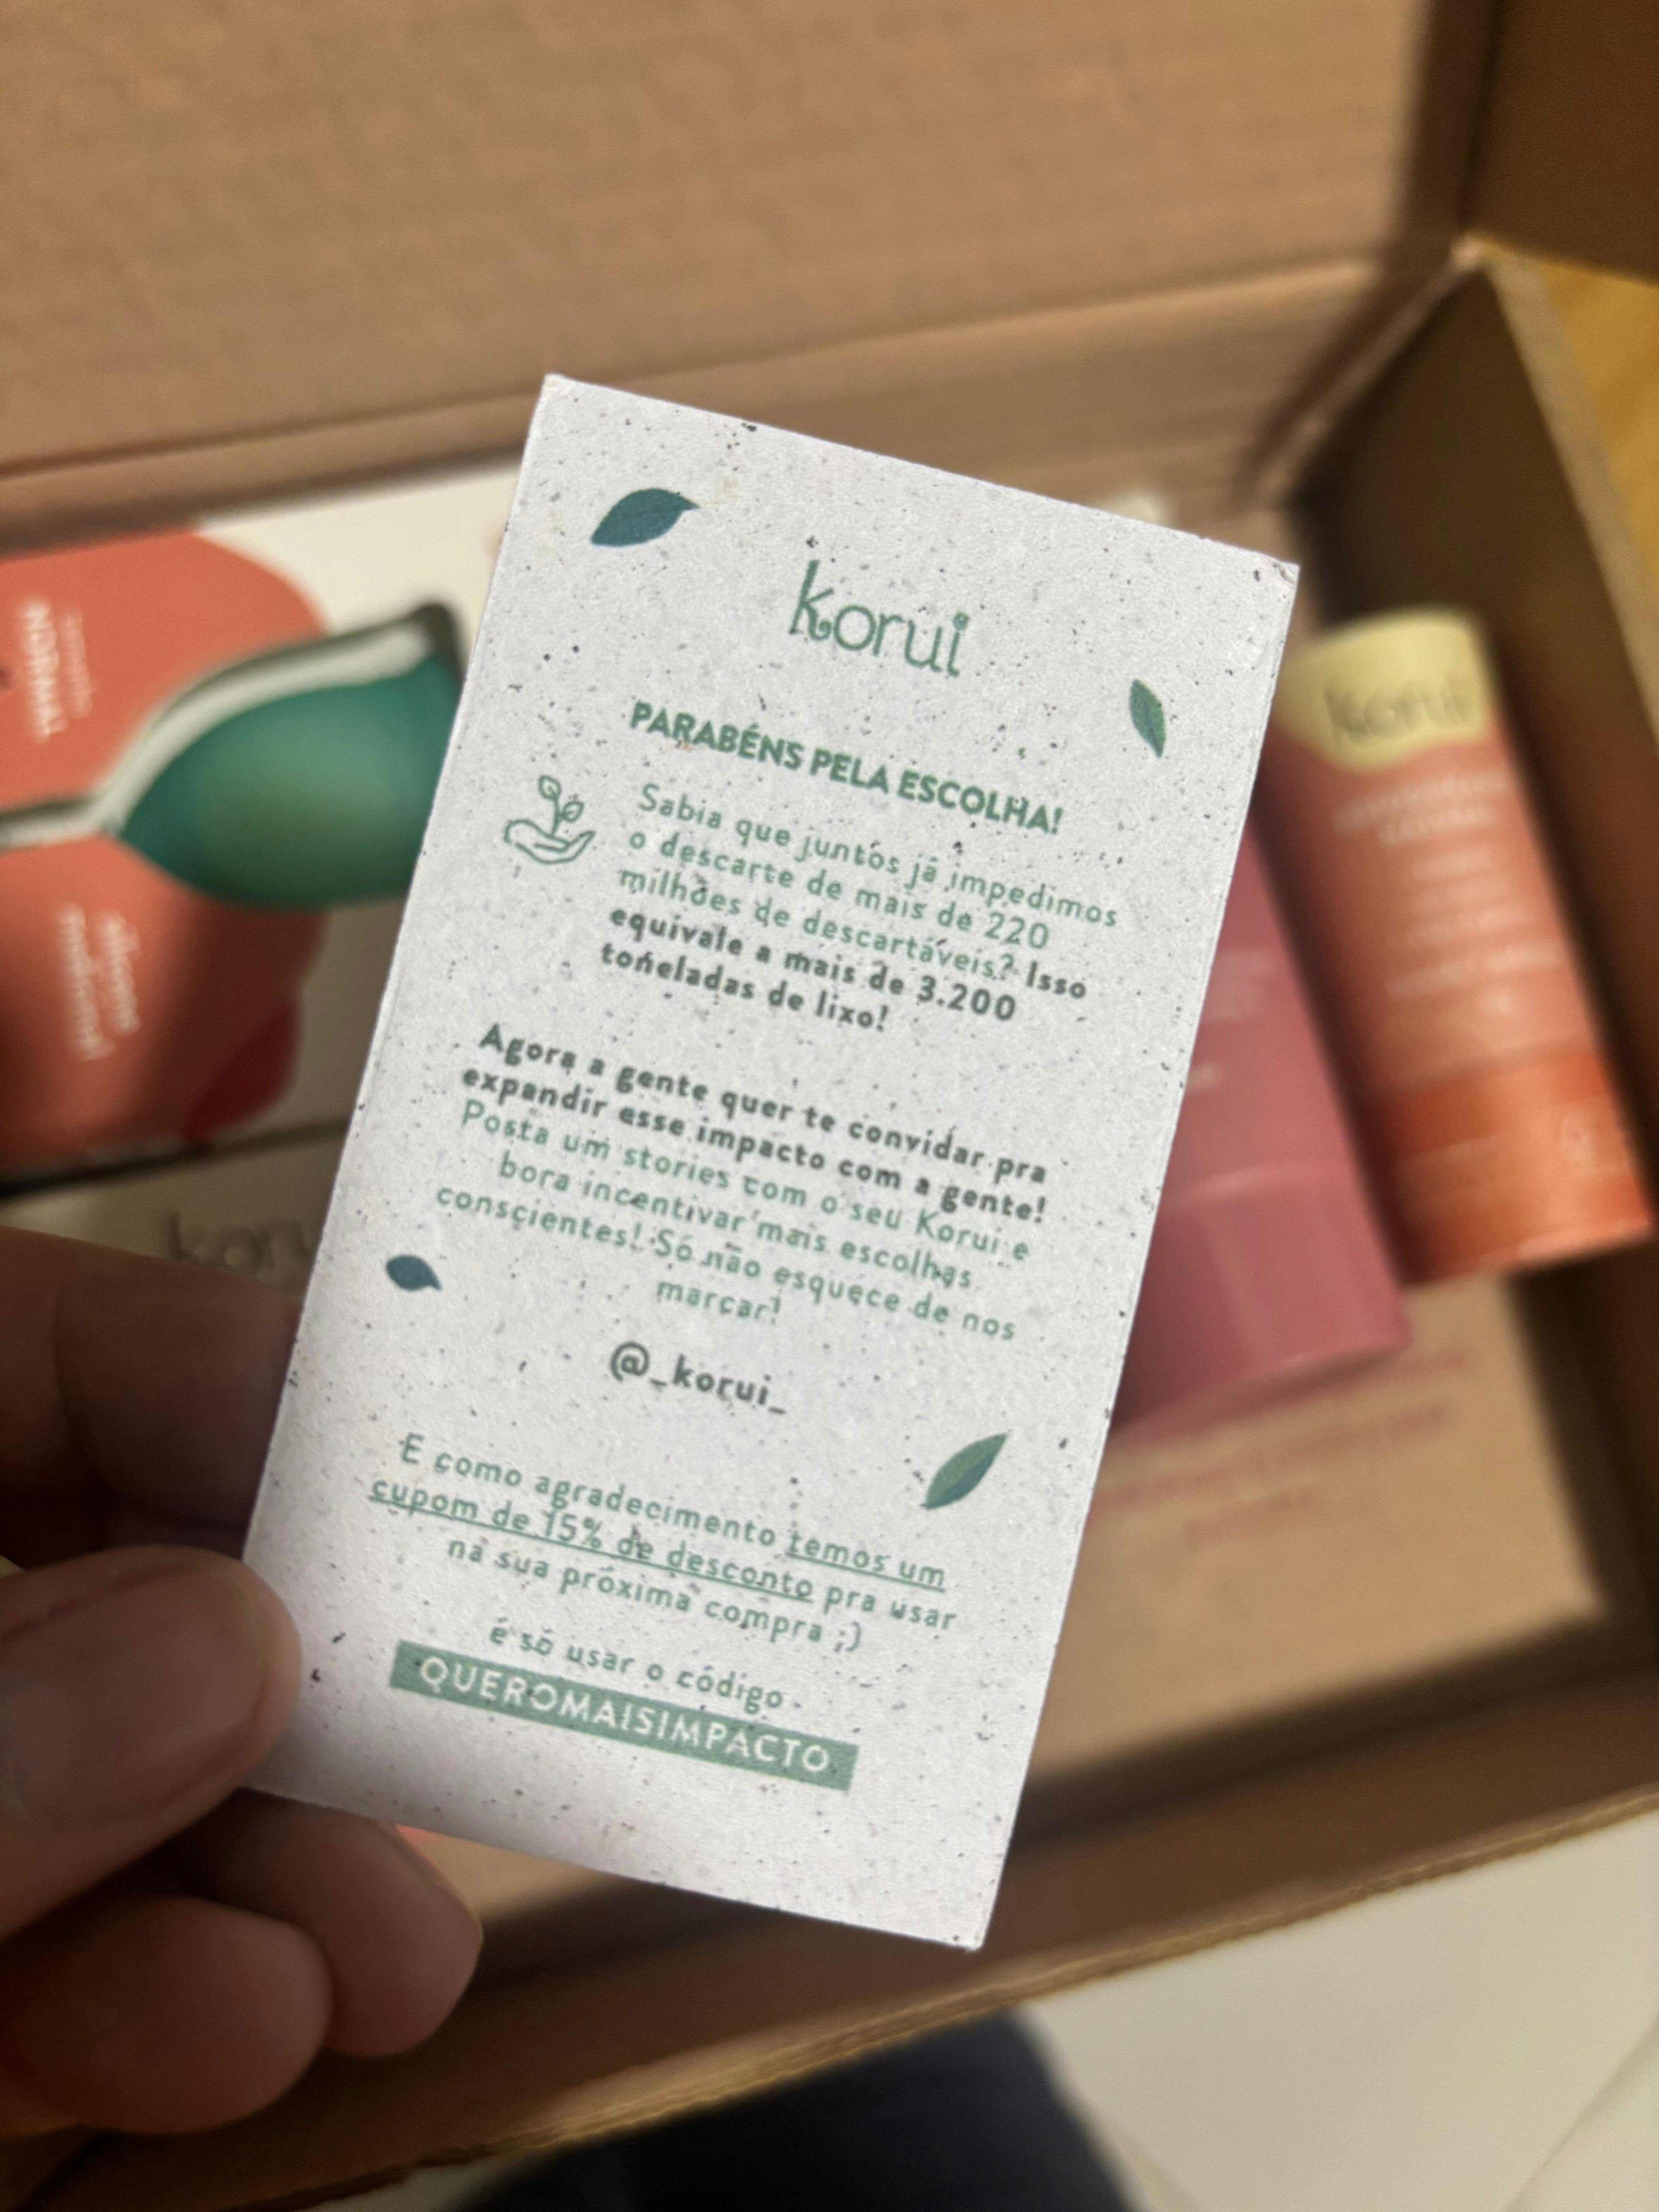 korui
PARABÉNS PELA ESCOLHA!
Sabia que juntos já impedimos
o descarte de mais de 220
milhões de descartáveis? Isso
equivale a mais de 3.200
toneladas de lixo!
Agora a gente quer te convidar pra
expandir esse impacto com a gente!
Posta um stories com o seu Korui e
bora incentivar mais escolhas
conscientes! Só não esquece de nos
marcar!
@_korui_
E como agradecimento temos um
cupom de 15% de desconto pra usar
na sua próxima compra ;)
é só usar o código
QUEROMAISIMPACTO
NORMAL
korui